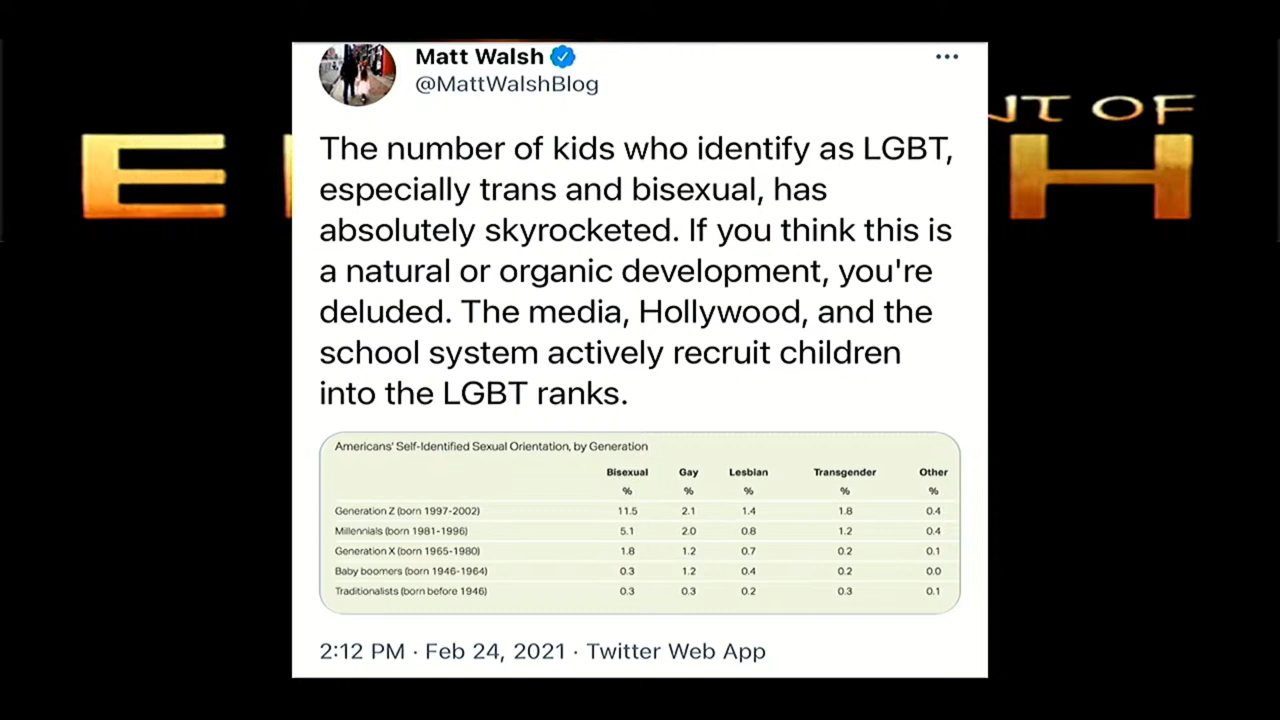 Matt Walsh
@MattWalshBlog
NT OF
E
H
The number of kids who identify as LGBT,
especially trans and bisexual, has
absolutely skyrocketed. If you think this is
a natural or organic development, you're
deluded. The media, Hollywood, and the
school system actively recruit children
into the LGBT ranks.
Americans' Self-Identified Sexual Orientation, by Generation
Bisexual Gay Lesbian Transgender Other
% % % % %
Generation Z (born 1997-2002) 11.5 2.1 1.4 1.8 0.4
Millennials (born 1981-1996) 5.1 2.0 0.8 1.2 0.4
Generation X (born 1965-1980) 1.8 1.2 0.7 0.2 0.1
Baby boomers (born 1946-1964) 0.3 1.2 0.4 0.2 0.0
Traditionalists (born before 1946) 0.3 0.3 0.2 0.3 0.1
2:12 PM · Feb 24, 2021 · Twitter Web App